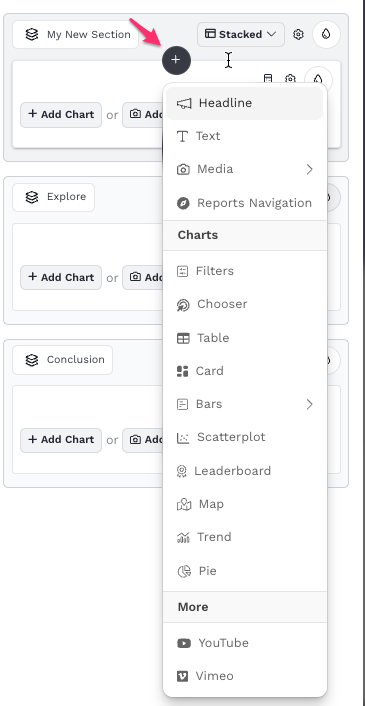 My New Section
Stacked
+
+ Add Chart or Add
Headline
Text
Media
Reports Navigation
Charts
Explore
Filters
+ Add Chart or Add
Chooser
Table
Conclusion
Card
Bars
+ Add Chart or Add
Scatterplot
Leaderboard
Map
Trend
Pie
More
YouTube
Vimeo